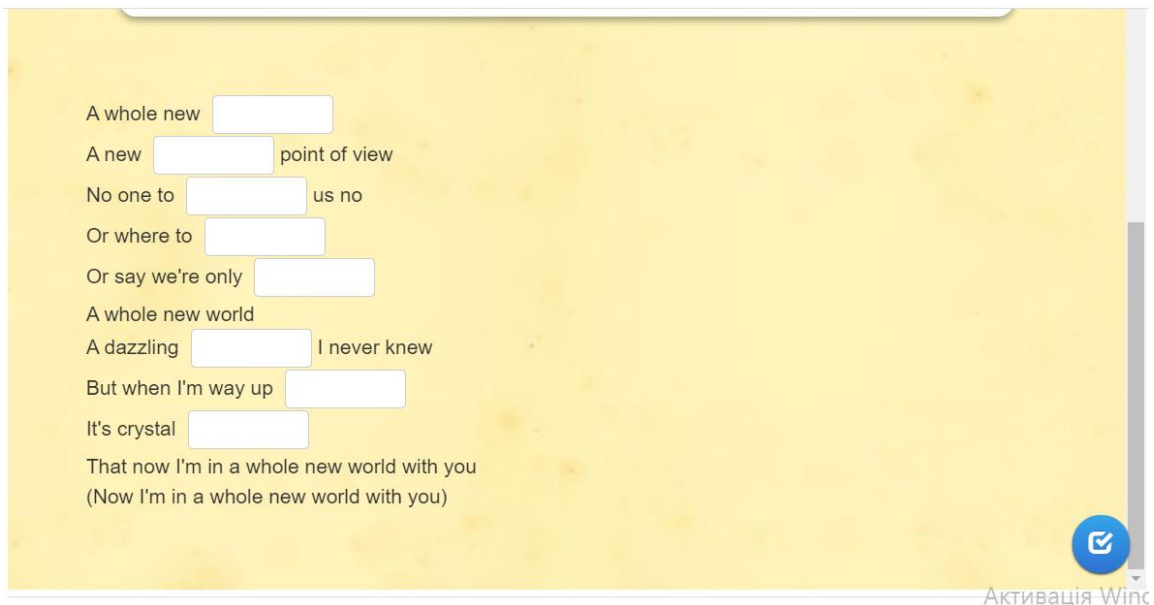 A whole new
A new point of view
No one to us no
Or where to
Or say we're only
A whole new world
A dazzling I never knew
But when I'm way up
It's crystal
That now I'm in a whole new world with you
(Now I'm in a whole new world with you)
Активація